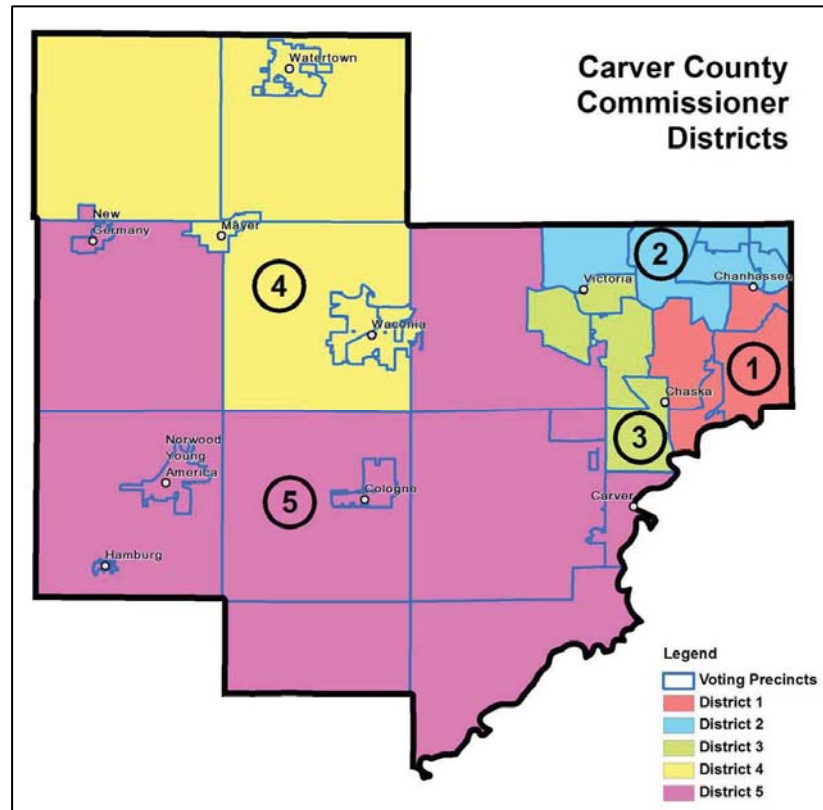 Carver County
Commissioner
Districts
Watertown
New
Germany
Mayer
4
Waconia
2
Victoria
Chanhassen
1
Chaska
3
Norwood
Young
America
5
Cologne
Carver
Hamburg
Legend
Voting Precincts
District 1
District 2
District 3
District 4
District 5